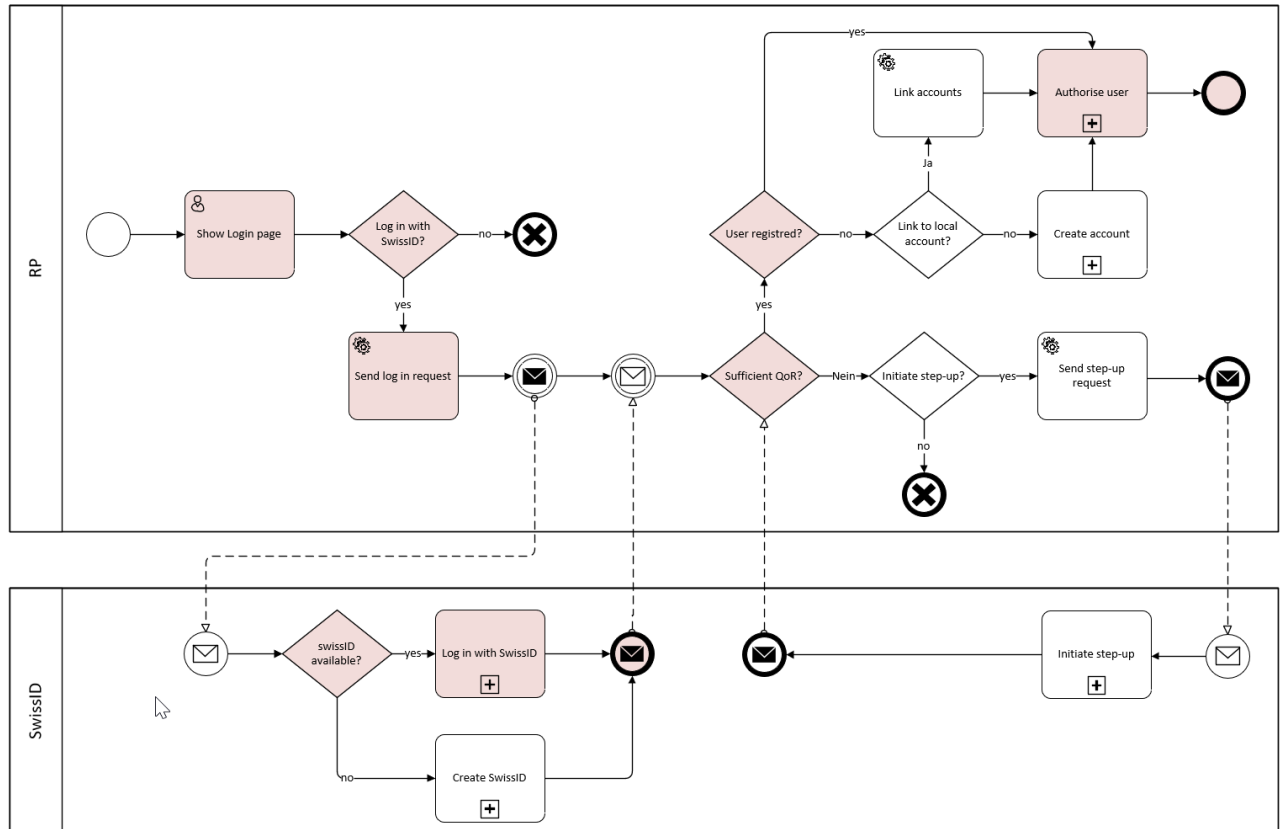 RP
Show Login page
Log in with
SwissID?
no
yes
Send log in request
yes
Link accounts
Authorise user
Ja
User registred?
no
Link to local
account?
no
Create account
yes
Sufficient QoR?
Nein
Initiate step-up?
yes
Send step-up
request
no
SwissID
swissID
available?
yes
Log in with SwissID
no
Create SwissID
Initiate step-up